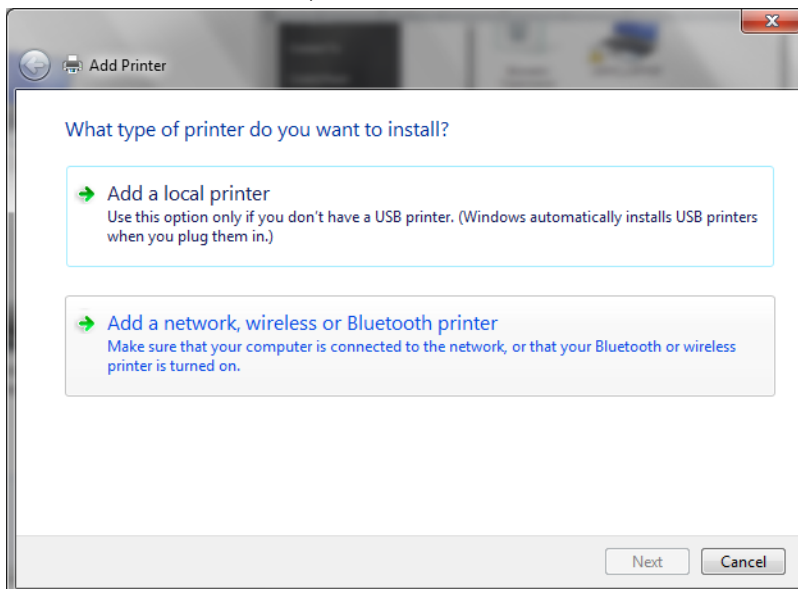 Add Printer
What type of printer do you want to install?
Add a local printer
Use this option only if you don't have a USB printer. (Windows automatically installs USB printers
when you plug them in.)
Add a network, wireless or Bluetooth printer
Make sure that your computer is connected to the network, or that your Bluetooth or wireless
printer is turned on.
Next
Cancel